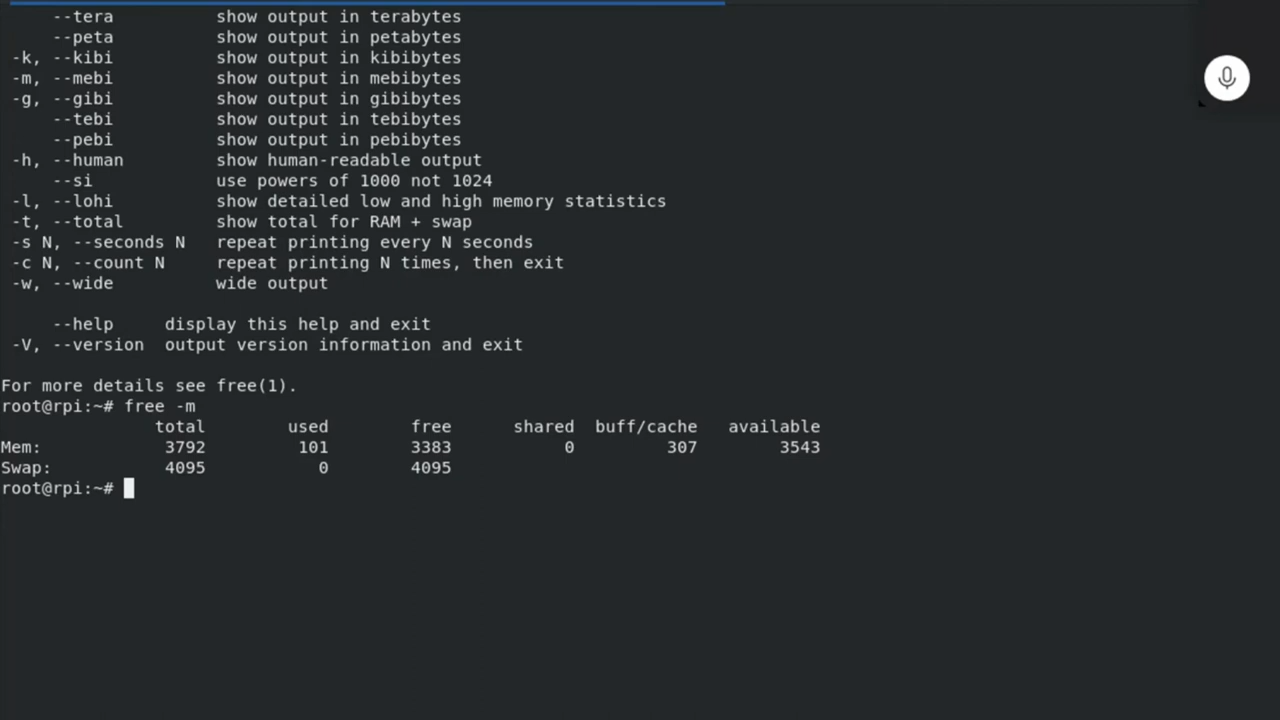 --tera          show output in terabytes
--peta          show output in petabytes
-k, --kibi          show output in kibibytes
-m, --mebi          show output in mebibytes
-g, --gibi          show output in gibibytes
--tebi          show output in tebibytes
--pebi          show output in pebibytes
-h, --human         show human-readable output
--si            use powers of 1000 not 1024
-l, --lohi          show detailed low and high memory statistics
-t, --total         show total for RAM + swap
-s N, --seconds N   repeat printing every N seconds
-c N, --count N     repeat printing N times, then exit
-w, --wide          wide output
--help     display this help and exit
-V, --version  output version information and exit
For more details see free(1).
root@rpi:~# free -m
total        used        free      shared  buff/cache   available
Mem:           3792         101        3383           0         307        3543
Swap:          4095           0        4095
root@rpi:~#